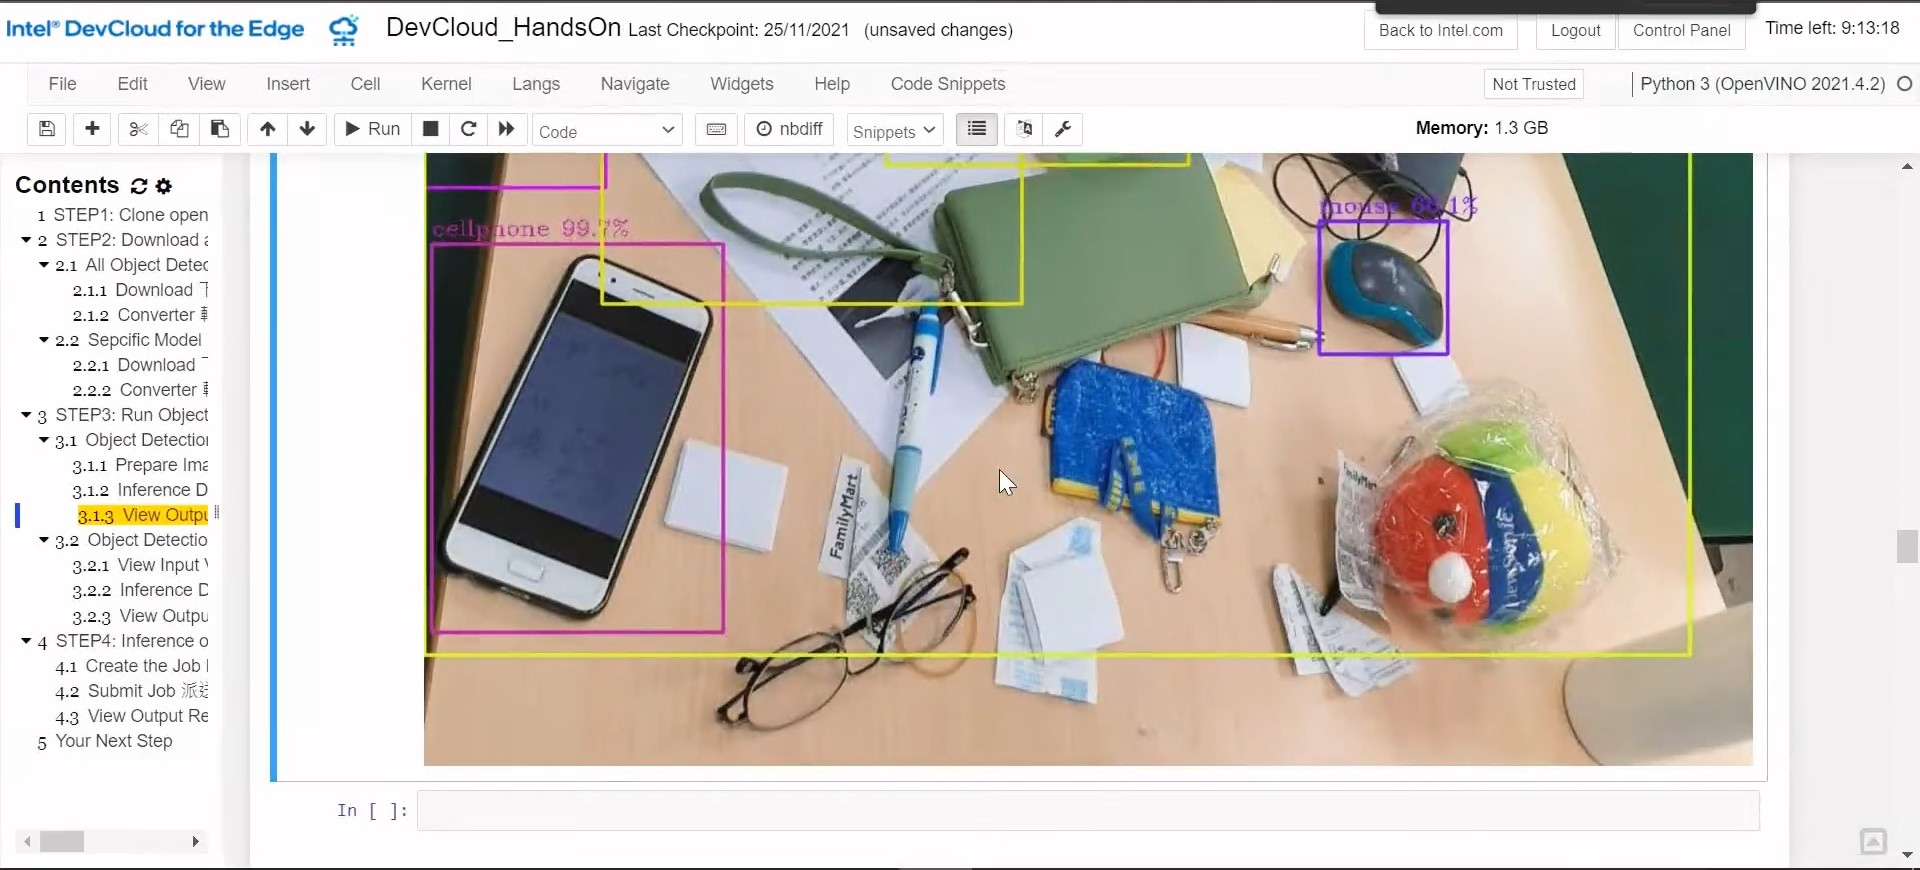 Intel® DevCloud for the Edge
DevCloud_HandsOn Last Checkpoint: 25/11/2021 (unsaved changes)
Back to Intel.com
Logout
Control Panel
Time left: 9:13:18
File
Edit
View
Insert
Cell
Kernel
Langs
Navigate
Widgets
Help
Code Snippets
Not Trusted
Python 3 (OpenVINO 2021.4.2)
Run
Code
nbdiff
Snippets
Memory: 1.3 GB
Contents
1 STEP1: Clone open
2 STEP2: Download
2.1 All Object Detec
2.1.1 Download 下
2.1.2 Converter
2.2 Sepcific Model
2.2.1 Download
2.2.2 Converter
3 STEP3: Run Object
3.1 Object Detection
3.1.1 Prepare Ima
3.1.2 Inference D
3.1.3 View Outpu
3.2 Object Detectio
3.2.1 View Input V
3.2.2 Inference D
3.2.3 View Outpu
4 STEP4: Inference o
4.1 Create the Job
4.2 Submit Job 派送
4.3 View Output Re
5 Your Next Step
cellphone 99.7%
mouse 68.1%
FamilyMart
FamilyMart
In [ ]: